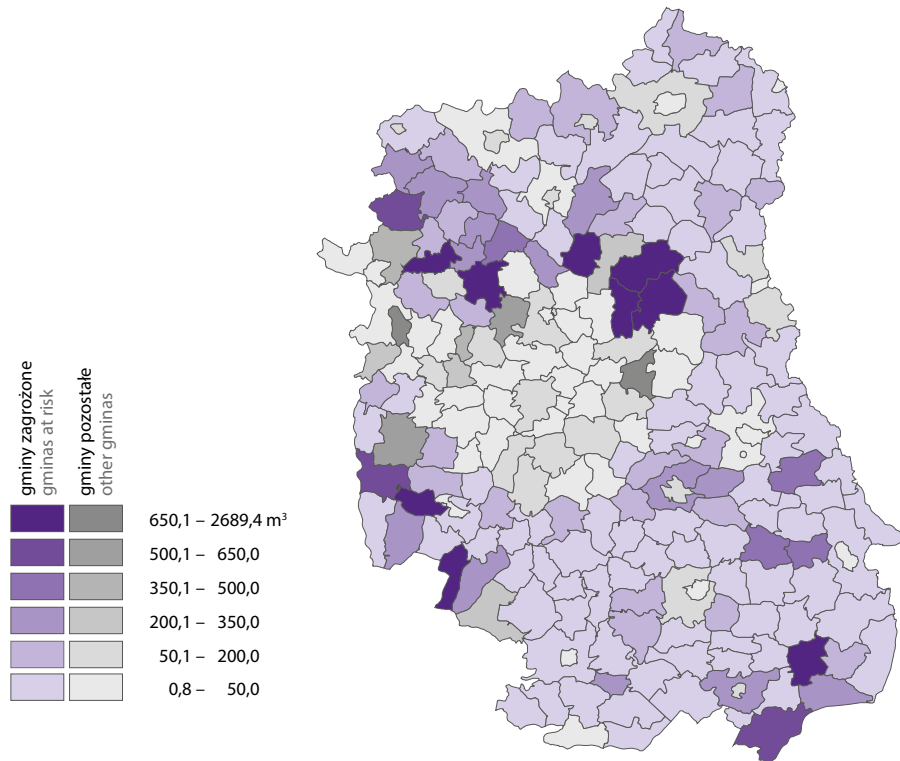 gminy zagrożone
gminas at risk
gminy pozostałe
other gminas
650,1 – 2689,4 m³
500,1 – 650,0
350,1 – 500,0
200,1 – 350,0
50,1 – 200,0
0,8 – 50,0